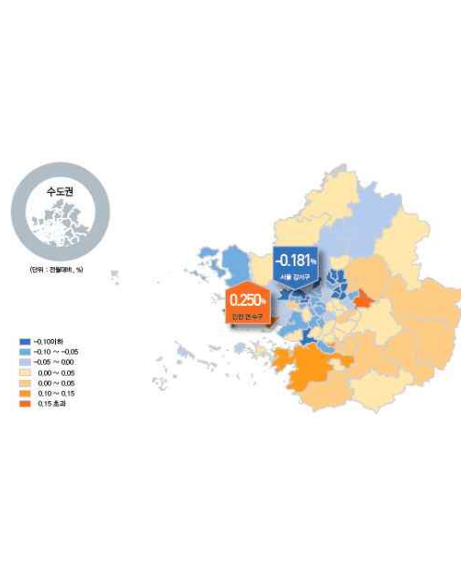 수도권
(단위 : 전월대비, %)
-0.181%
서울 강서구
0.250%
인천 연수구
-0.10이하
-0.10 ~ -0.05
-0.05 ~ 0.00
0.00 ~ 0.05
0.00 ~ 0.05
0.10 ~ 0.15
0.15 초과